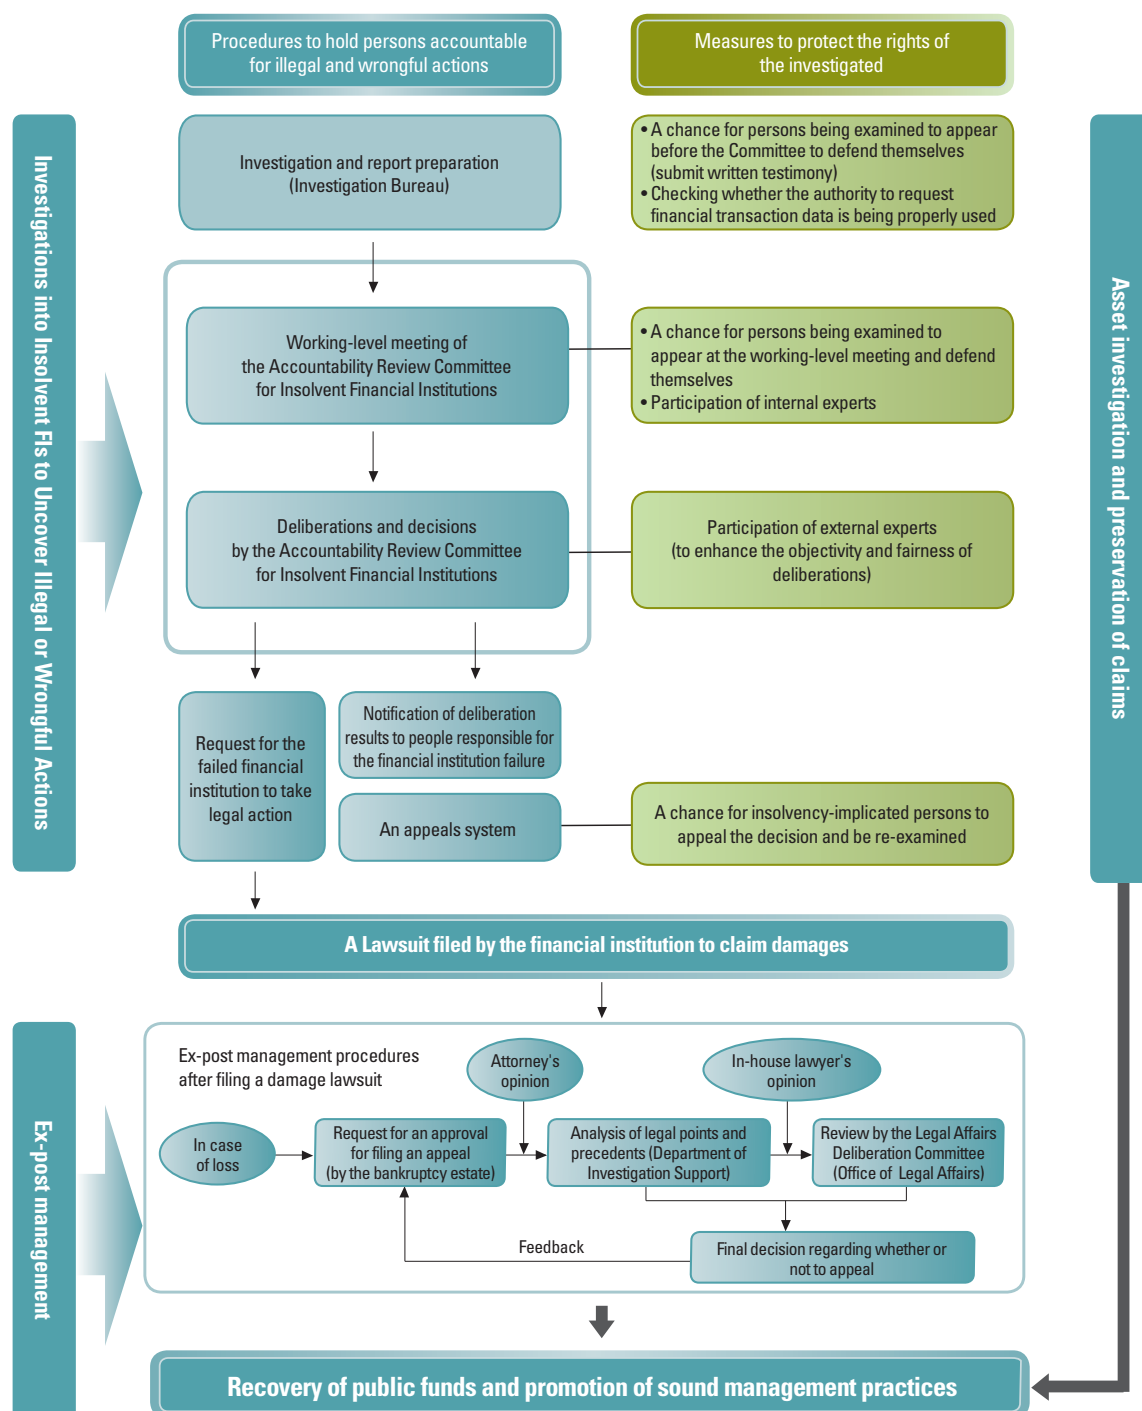 Procedures to hold persons accountable
for illegal and wrongful actions
Measures to protect the rights of
the investigated
Investigations into Insolvent FIs to Uncover Illegal or Wrongful Actions
Investigation and report preparation
(Investigation Bureau)
• A chance for persons being examined to appear
before the Committee to defend themselves
(submit written testimony)
• Checking whether the authority to request
financial transaction data is being properly used
Asset investigation and preservation of claims
Working-level meeting of
the Accountability Review Committee
for Insolvent Financial Institutions
• A chance for persons being examined to
appear at the working-level meeting and defend
themselves
• Participation of internal experts
Deliberations and decisions
by the Accountability Review Committee
for Insolvent Financial Institutions
Participation of external experts
(to enhance the objectivity and fairness of
deliberations)
Request for the
failed financial
institution to take
legal action
Notification of deliberation
results to people responsible for
the financial institution failure
An appeals system
A chance for insolvency-implicated persons to
appeal the decision and be re-examined
A Lawsuit filed by the financial institution to claim damages
Ex-post management
Ex-post management procedures
after filing a damage lawsuit
Attorney's
opinion
In-house lawyer's
opinion
In case
of loss
Request for an approval
for filing an appeal
(by the bankruptcy estate)
Analysis of legal points and
precedents (Department of
Investigation Support)
Review by the Legal Affairs
Deliberation Committee
(Office of Legal Affairs)
Feedback
Final decision regarding whether or
not to appeal
Recovery of public funds and promotion of sound management practices